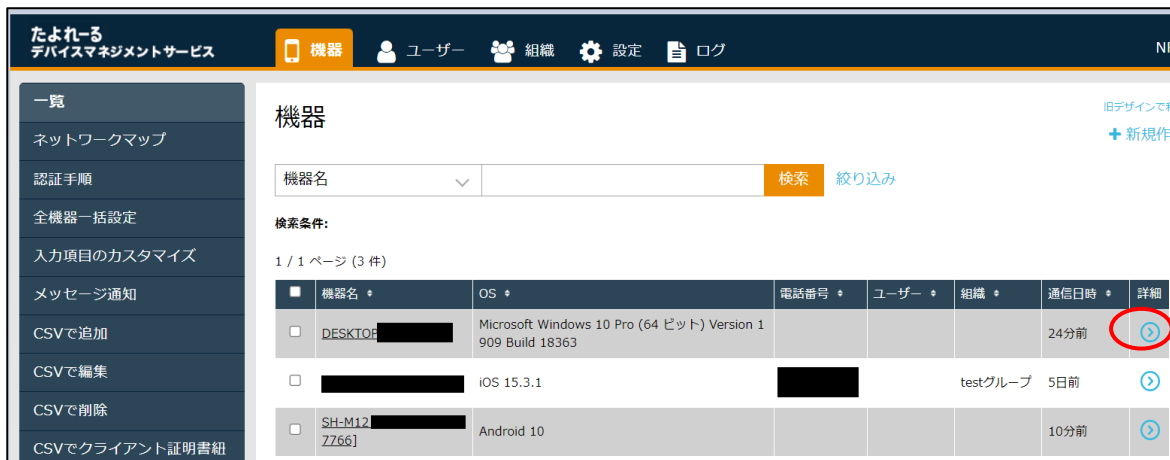 たよれーる
デバイスマネジメントサービス
機器 ユーザー 組織 設定 ログ
一覧
ネットワークマップ
認証手順
全機器一括設定
入力項目のカスタマイズ
メッセージ通知
CSVで追加
CSVで編集
CSVで削除
CSVでクライアント証明書紐
機器
旧デザインで
+ 新規作
機器名 検索 絞り込み
検索条件:
1 / 1 ページ (3 件)
機器名 OS 電話番号 ユーザー 組織 通信日時 詳細
DESKTOP Microsoft Windows 10 Pro (64 ビット) Version 1
909 Build 18363 24分前
iOS 15.3.1 testグループ 5日前
SH-M12
7766] Android 10 10分前